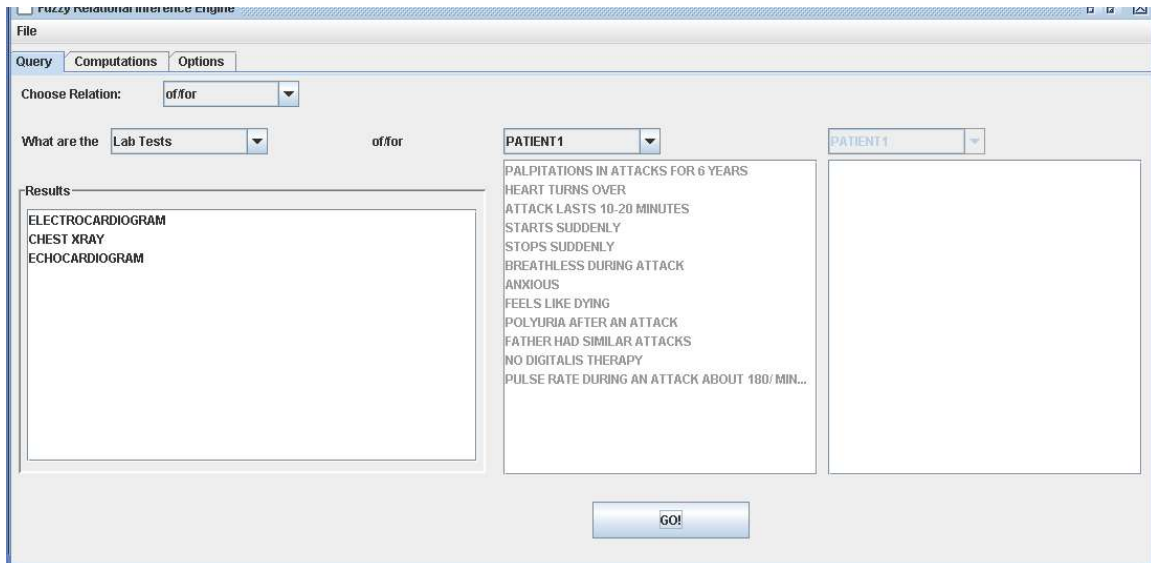 Fuzzy Relational Inference Engine
File
Query Computations Options
Choose Relation: of/for
What are the Lab Tests of/for PATIENT1 PATIENT1
Results
ELECTROCARDIOGRAM
CHEST XRAY
ECHOCARDIOGRAM
PALPITATIONS IN ATTACKS FOR 6 YEARS
HEART TURNS OVER
ATTACK LASTS 10-20 MINUTES
STARTS SUDDENLY
STOPS SUDDENLY
BREATHLESS DURING ATTACK
ANXIOUS
FEELS LIKE DYING
POLYURIA AFTER AN ATTACK
FATHER HAD SIMILAR ATTACKS
NO DIGITALIS THERAPY
PULSE RATE DURING AN ATTACK ABOUT 180/ MIN...
GO!